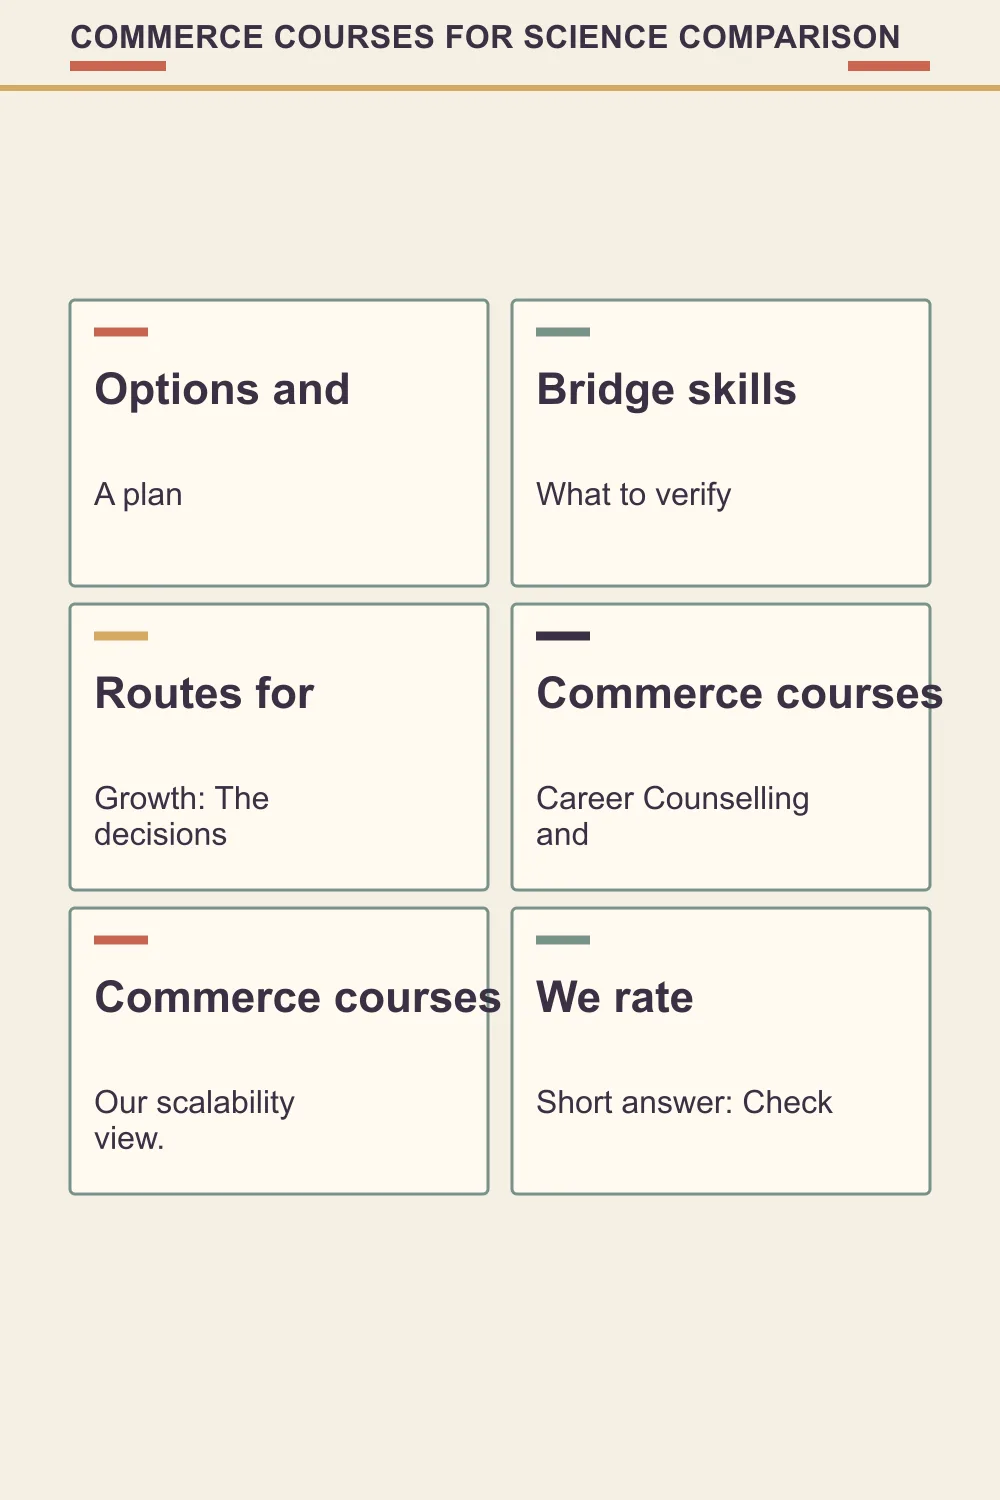 COMMERCE COURSES FOR SCIENCE COMPARISON
Options and
A plan
Bridge skills
What to verify
Routes for
Growth: The
decisions
Commerce courses
Career Counselling
and
Commerce courses
Our scalability
view.
We rate
Short answer: Check